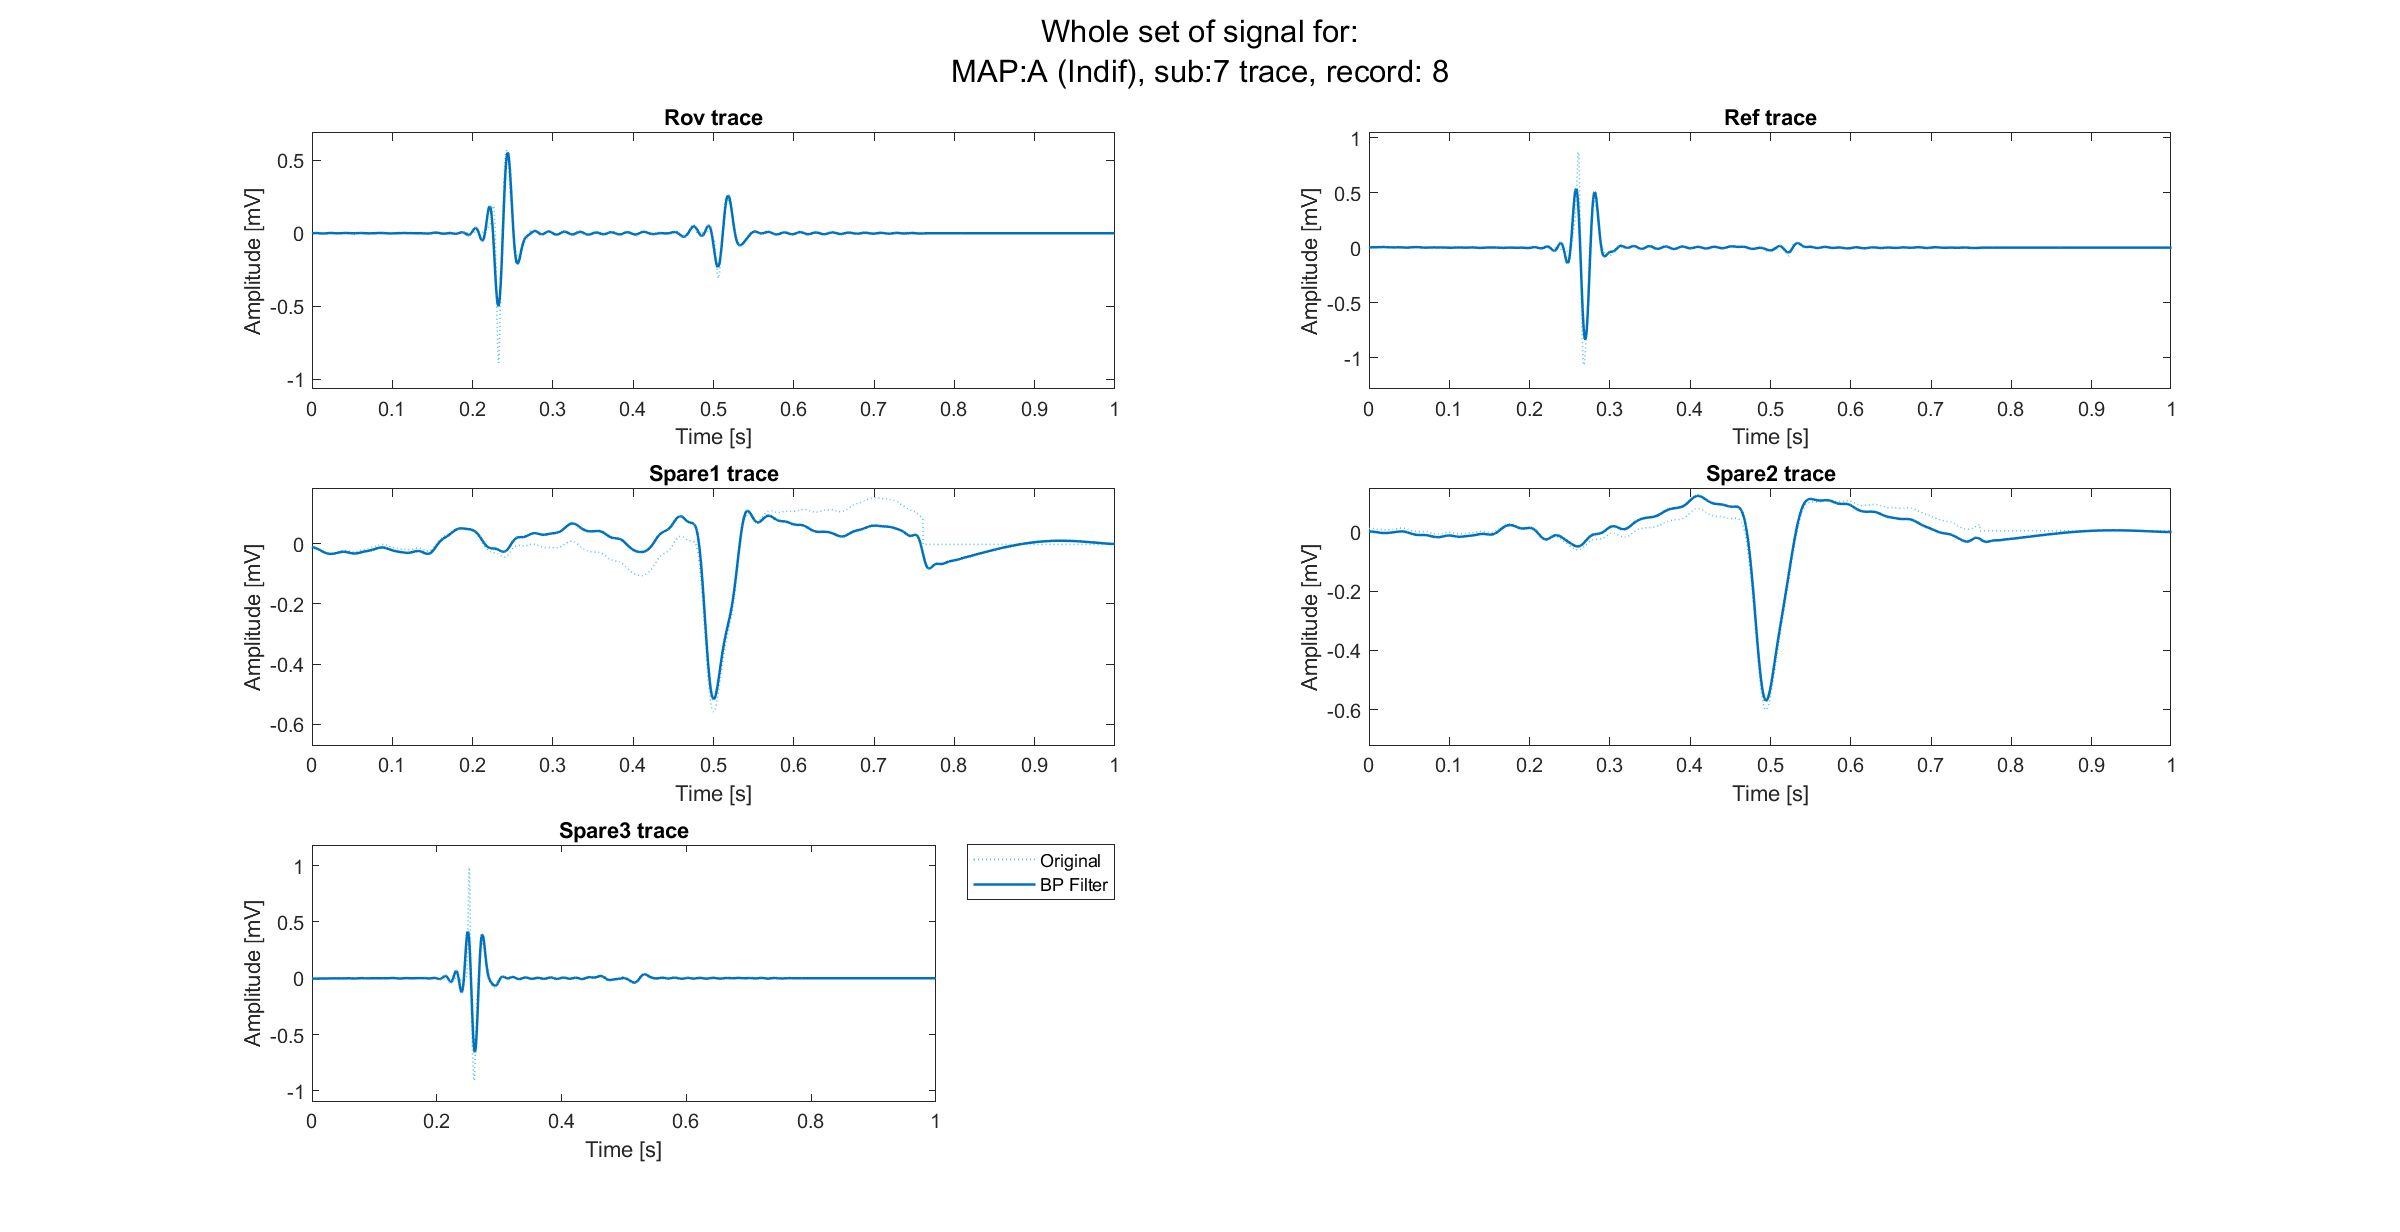 Whole set of signal for:
MAP:A (Indif), sub:7 trace, record: 8
Rov trace
Amplitude [mV]
0.5
0
-0.5
-1
0 0.1 0.2 0.3 0.4 0.5 0.6 0.7 0.8 0.9 1
Time [s]
Ref trace
Amplitude [mV]
1
0.5
0
-0.5
-1
0 0.1 0.2 0.3 0.4 0.5 0.6 0.7 0.8 0.9 1
Time [s]
Spare1 trace
Amplitude [mV]
0
-0.2
-0.4
-0.6
0 0.1 0.2 0.3 0.4 0.5 0.6 0.7 0.8 0.9 1
Time [s]
Spare2 trace
Amplitude [mV]
0
-0.2
-0.4
-0.6
0 0.1 0.2 0.3 0.4 0.5 0.6 0.7 0.8 0.9 1
Time [s]
Spare3 trace
Amplitude [mV]
1
0.5
0
-0.5
-1
0 0.2 0.4 0.6 0.8 1
Time [s]
Original
BP Filter